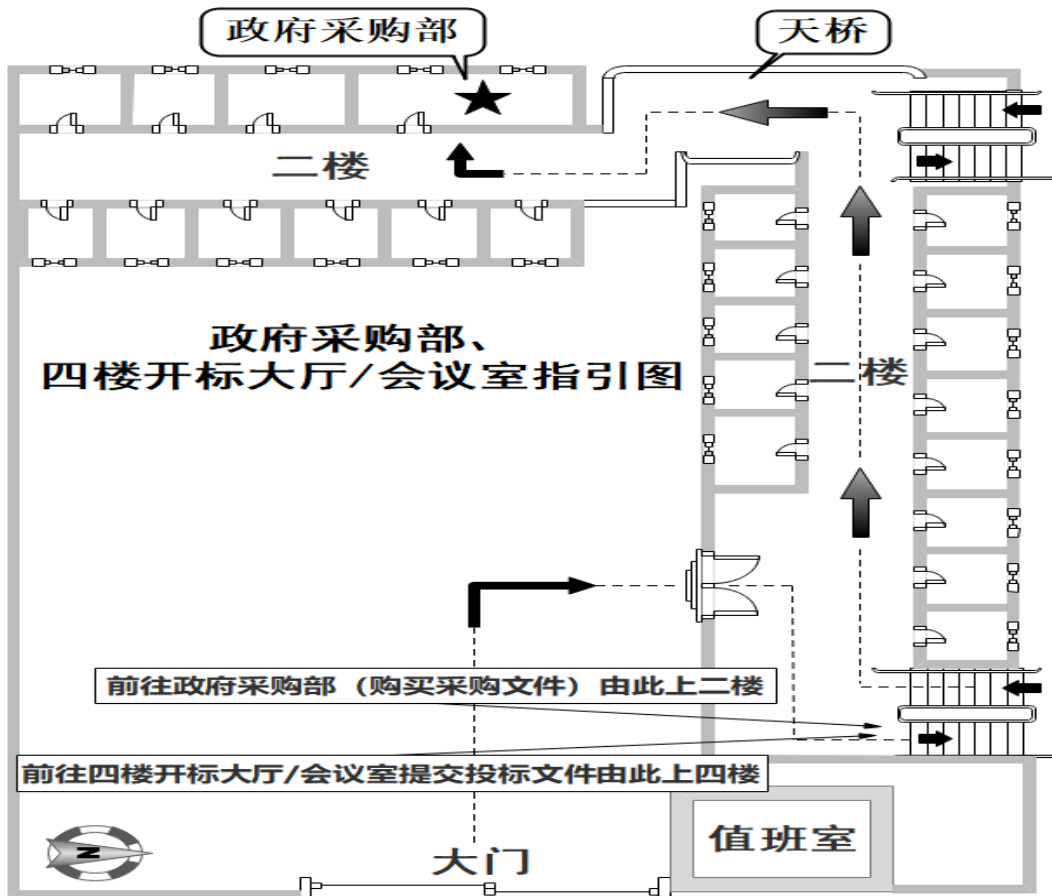 政府采购部
天桥
二楼
政府采购部、
四楼开标大厅/会议室指引图
二楼
前往政府采购部（购买采购文件）由此上二楼
前往四楼开标大厅/会议室提交投标文件由此上四楼
值班室
大门
N